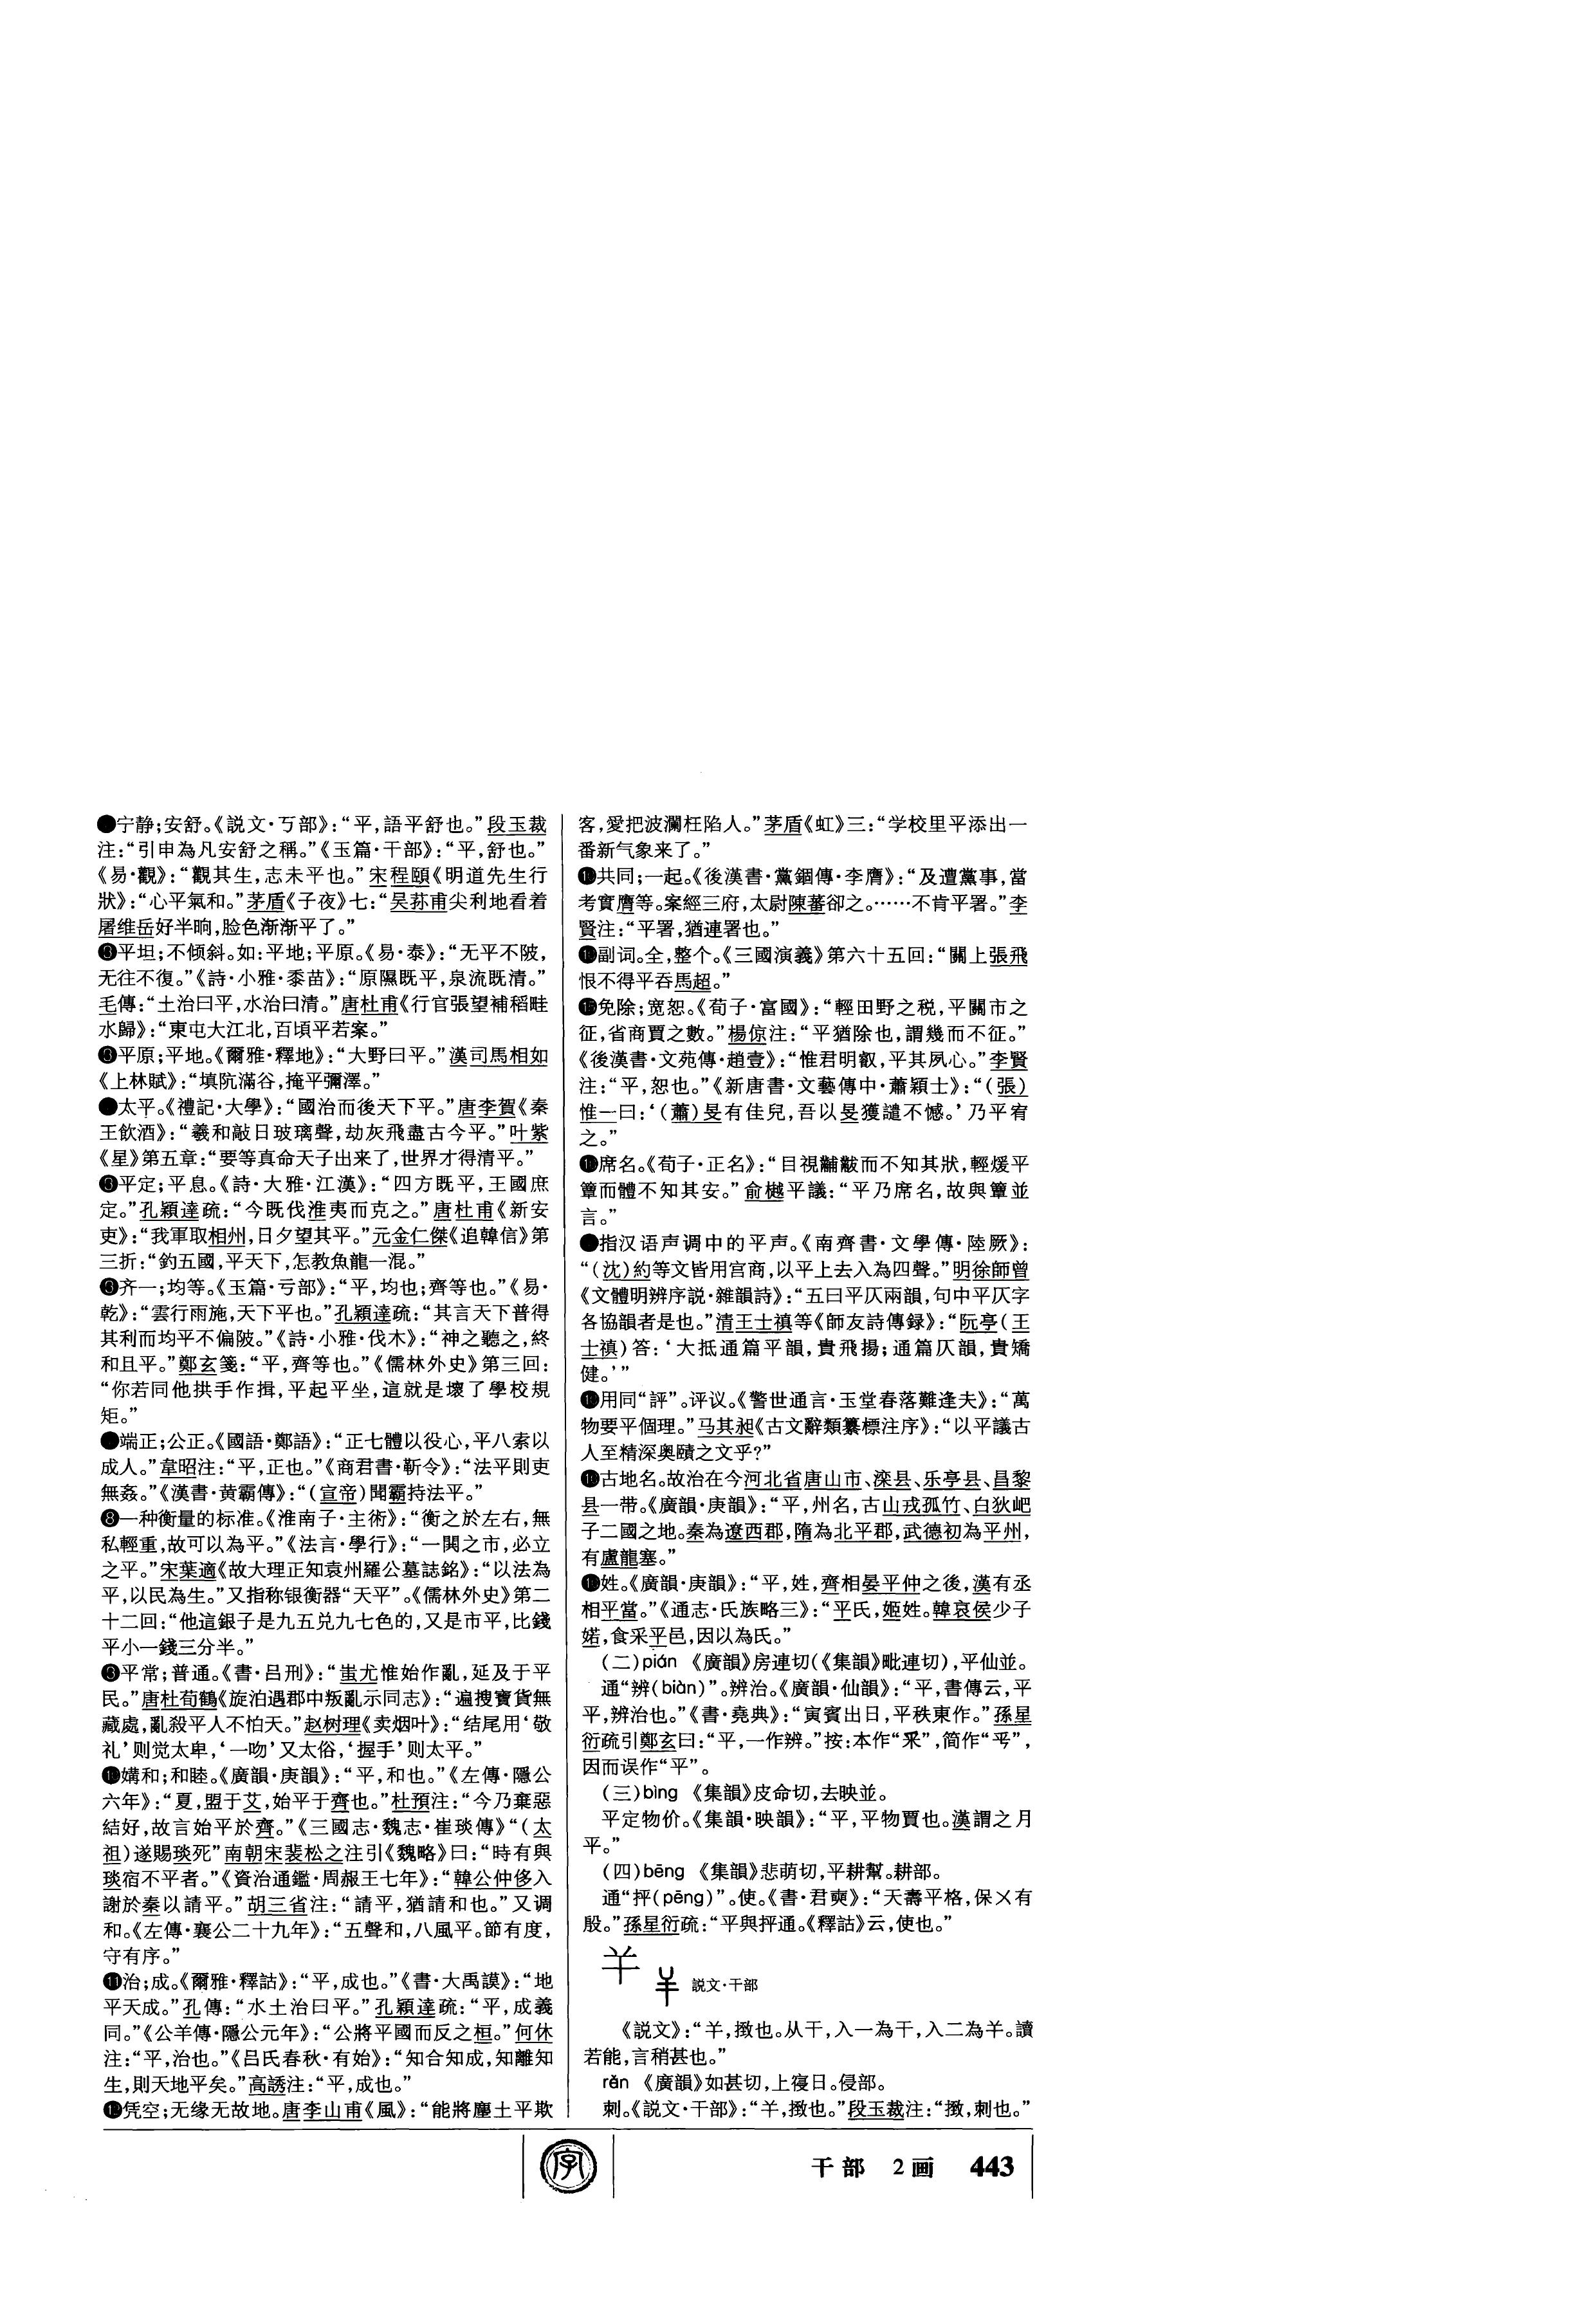 ●宁静；安舒。《説文·丂部》：“平，語平舒也。”段玉裁
注：“引申為凡安舒之稱。”《玉篇·干部》：“平，舒也。”
《易·觀》：“觀其生，志未平也。”宋程頤《明道先生行
狀》：“心平氣和。”茅盾《子夜》七：“吴荪甫尖利地看着
屠维岳好半晌，脸色渐渐平了。”
平坦；不倾斜。如：平地；平原。《易·泰》：“无平不陂，
无往不復。”《詩·小雅·黍苗》：“原隰既平，泉流既清。”
毛傳：“土治曰平，水治曰清。”唐杜甫《行官張望補稻畦
水歸》：“東屯大江北，百頃平若案。”
平原；平地。《爾雅·釋地》：“大野曰平。”漢司馬相如
《上林賦》：“填阬滿谷，掩平彌澤。”
●太平。《禮記·大學》：“國治而後天下平。”唐李賀《秦
王飲酒》：“羲和敲日玻璃聲，劫灰飛盡古今平。”叶紫
《星》第五章：“要等真命天子出来了，世界才得清平。”
平定；平息。《詩·大雅·江漢》：“四方既平，王國庶
定。”孔穎達疏：“今既伐淮夷而克之。”唐杜甫《新安
吏》：“我軍取相州，日夕望其平。”元金仁傑《追韓信》第
三折：“釣五國，平天下，怎教魚龍一混。”
齐一；均等。《玉篇·亏部》：“平，均也；齊等也。”《易·
乾》：“雲行雨施，天下平也。”孔穎達疏：“其言天下普得
其利而均平不偏陂。”《詩·小雅·伐木》：“神之聽之，終
和且平。”鄭玄箋：“平，齊等也。”《儒林外史》第三回：
“你若同他拱手作揖，平起平坐，這就是壞了學校規
矩。”
●端正；公正。《國語·鄭語》：“正七體以役心，平八索以
成人。”韋昭注：“平，正也。”《商君書·靳令》：“法平則吏
無姦。”《漢書·黄霸傳》：“（宣帝）聞霸持法平。”
❽一种衡量的标准。《淮南子·主術》：“衡之於左右，無
私輕重，故可以為平。”《法言·學行》：“一閧之市，必立
之平。”宋葉適《故大理正知袁州羅公墓誌銘》：“以法為
平，以民為生。”又指称银衡器“天平”。《儒林外史》第二
十二回：“他這銀子是九五兑九七色的，又是市平，比錢
平小一錢三分半。”
平常；普通。《書·吕刑》：“蚩尤惟始作亂，延及于平
民。”唐杜荀鶴《旋泊遇郡中叛亂示同志》：“遍搜寶貨無
藏處，亂殺平人不怕天。”赵树理《卖烟叶》：“结尾用‘敬
礼’则觉太卑，‘一吻’又太俗，‘握手’则太平。”
媾和；和睦。《廣韻·庚韻》：“平，和也。”《左傳·隱公
六年》：“夏，盟于艾，始平于齊也。”杜預注：“今乃棄惡
結好，故言始平於齊。”《三國志·魏志·崔琰傳》“（太
祖）遂賜琰死”南朝宋裴松之注引《魏略》曰：“時有與
琰宿不平者。”《資治通鑑·周赧王七年》：“韓公仲侈入
謝於秦以請平。”胡三省注：“請平，猶請和也。”又调
和。《左傳·襄公二十九年》：“五聲和，八風平。節有度，
守有序。”
⓫治；成。《爾雅·釋詁》：“平，成也。”《書·大禹謨》：“地
平天成。”孔傳：“水土治曰平。”孔穎達疏：“平，成義
同。”《公羊傳·隱公元年》：“公將平國而反之桓。”何休
注：“平，治也。”《吕氏春秋·有始》：“知合知成，知離知
生，則天地平矣。”高誘注：“平，成也。”
凭空；无缘无故地。唐李山甫《風》：“能將塵土平欺
客，愛把波瀾枉陷人。”茅盾《虹》三：“学校里平添出一
番新气象来了。”
共同；一起。《後漢書·黨錮傳·李膺》：“及遭黨事，當
考實膺等。案經三府，太尉陳蕃卻之。……不肯平署。”李
賢注：“平署，猶連署也。”
副词。全，整个。《三國演義》第六十五回：“關上張飛
恨不得平吞馬超。”
免除；宽恕。《荀子·富國》：“輕田野之税，平關市之
征，省商賈之數。”楊倞注：“平猶除也，謂幾而不征。”
《後漢書·文苑傳·趙壹》：“惟君明叡，平其夙心。”李賢
注：“平，恕也。”《新唐書·文藝傳中·蕭穎士》：“（張）
惟一曰：‘（蕭）旻有佳兒，吾以旻獲譴不憾。’乃平宥
之。”
席名。《荀子·正名》：“目視黼黻而不知其狀，輕煖平
簟而體不知其安。”俞樾平議：“平乃席名，故與簟並
言。”
●指汉语声调中的平声。《南齊書·文學傳·陸厥》：
“（沈）約等文皆用宫商，以平上去入為四聲。”明徐師曾
《文體明辨序説·雜韻詩》：“五曰平仄兩韻，句中平仄字
各協韻者是也。”清王士禛等《師友詩傳録》：“阮亭（王
士禛）答：‘大抵通篇平韻，貴飛揚；通篇仄韻，貴矯
健。’”
用同“評”。评议。《警世通言·玉堂春落難逢夫》：“萬
物要平個理。”马其昶《古文辭類纂標注序》：“以平議古
人至精深奥賾之文乎？”
古地名。故治在今河北省唐山市、滦县、乐亭县、昌黎
县一带。《廣韻·庚韻》：“平，州名，古山戎孤竹、白狄肥
子二國之地。秦為遼西郡，隋為北平郡，武德初為平州，
有盧龍塞。”
姓。《廣韻·庚韻》：“平，姓，齊相晏平仲之後，漢有丞
相平當。”《通志·氏族略三》：“平氏，姬姓。韓哀侯少子
婼，食采平邑，因以為氏。”
（二）pián 《廣韻》房連切（《集韻》毗連切），平仙並。
通“辨（biàn）”。辨治。《廣韻·仙韻》：“平，書傳云，平
平，辨治也。”《書·堯典》：“寅賓出日，平秩東作。”孫星
衍疏引鄭玄曰：“平，一作辨。”按：本作“釆”，简作“𠀤”，
因而误作“平”。
（三）bìng 《集韻》皮命切，去映並。
平定物价。《集韻·映韻》：“平，平物賈也。漢謂之月
平。”
（四）bēng 《集韻》悲萌切，平耕幫。耕部。
通“抨（pēng）”。使。《書·君奭》：“天壽平格，保乂有
殷。”孫星衍疏：“平與抨通。《釋詁》云，使也。”
𢆉
説文·干部
《説文》：“𢆉，撴也。从干，入一為干，入二為𢆉。讀
若能，言稍甚也。”
rěn 《廣韻》如甚切，上寑日。侵部。
刺。《説文·干部》：“𢆉，撴也。”段玉裁注：“撴，刺也。”
字
干部 2画 443